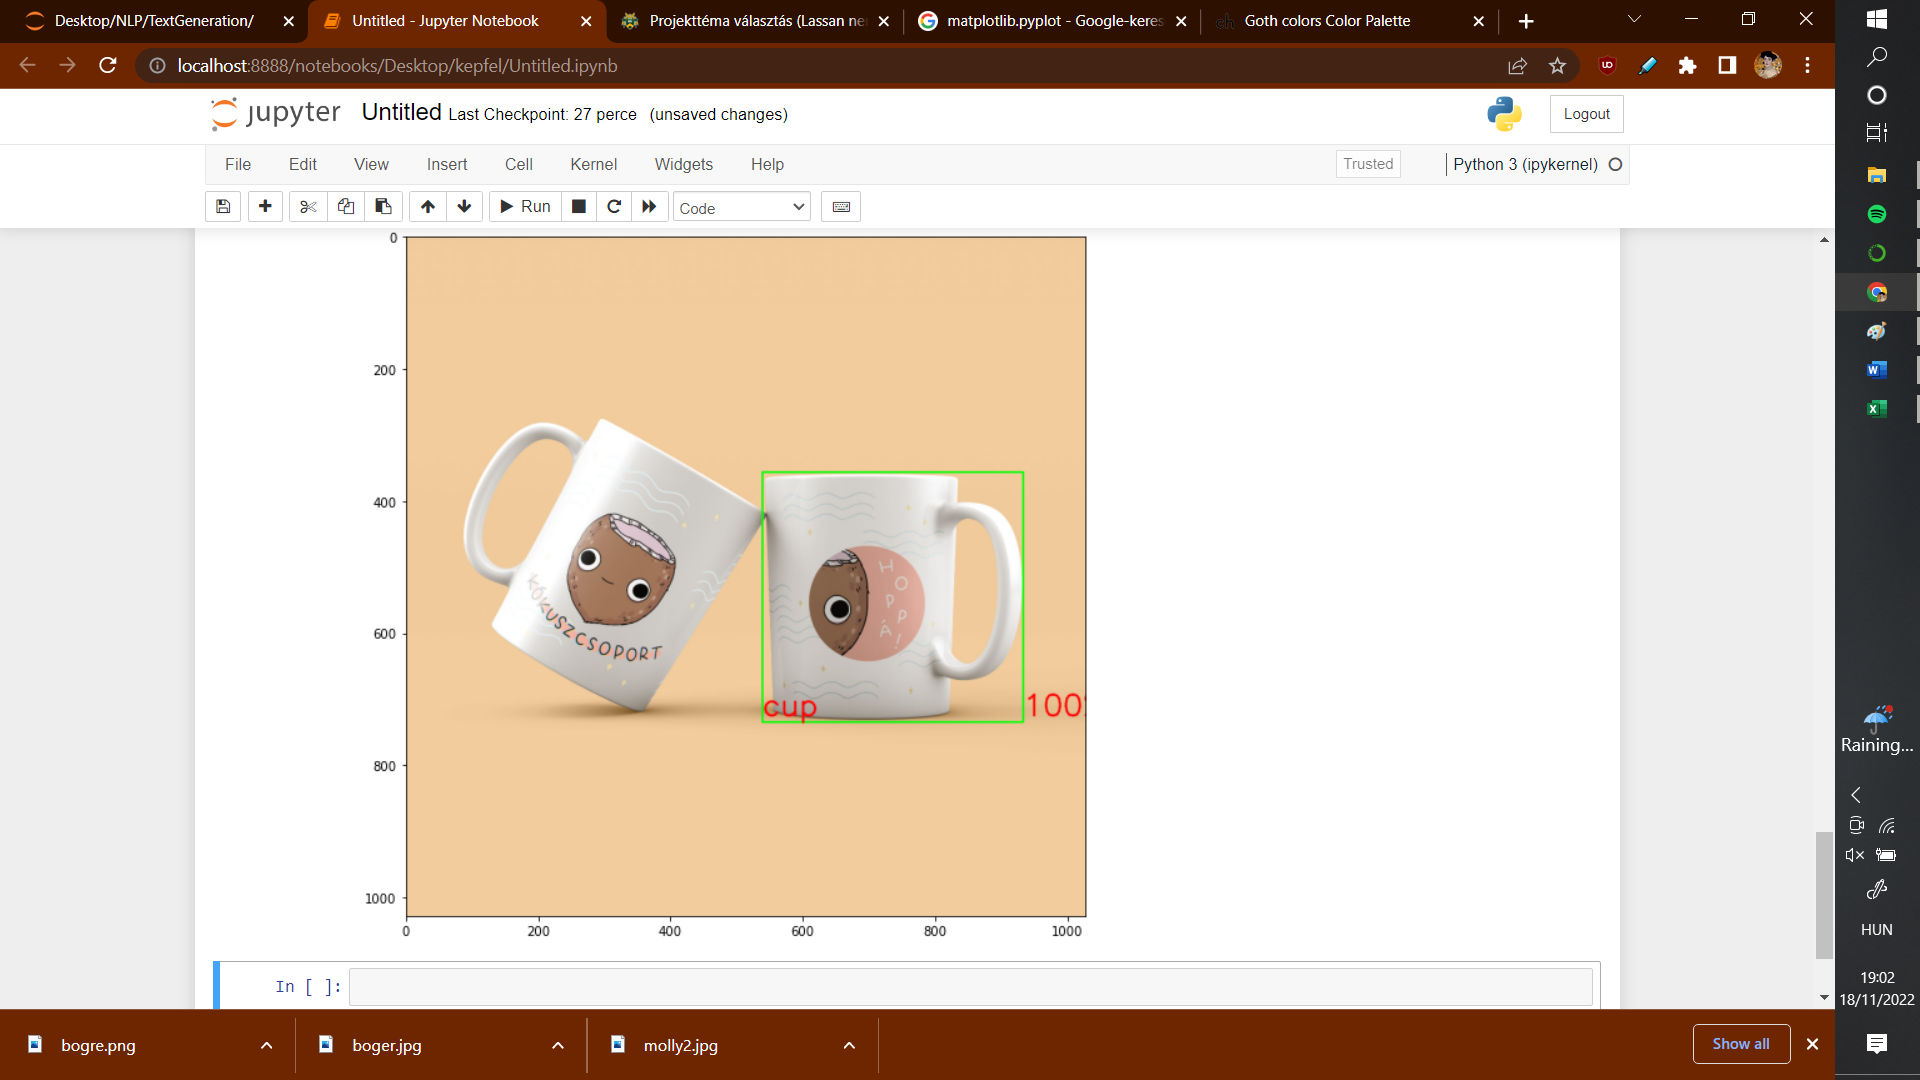 Desktop/NLP/TextGeneration/
Untitled - Jupyter Notebook
Projekttéma választás (Lassan ne
matplotlib.pyplot - Google-keres
Goth colors Color Palette
localhost:8888/notebooks/Desktop/kepfel/Untitled.ipynb
jupyter Untitled Last Checkpoint: 27 perce (unsaved changes)
Logout
File Edit View Insert Cell Kernel Widgets Help
Trusted
Python 3 (ipykernel)
Run
Code
0
200
400
600
800
1000
KÓKUSZCSOPORT
HOPPÁ!
cup
100%
0 200 400 600 800 1000
In [ ]:
Raining...
HUN
19:02
18/11/2022
bogre.png
boger.jpg
molly2.jpg
Show all